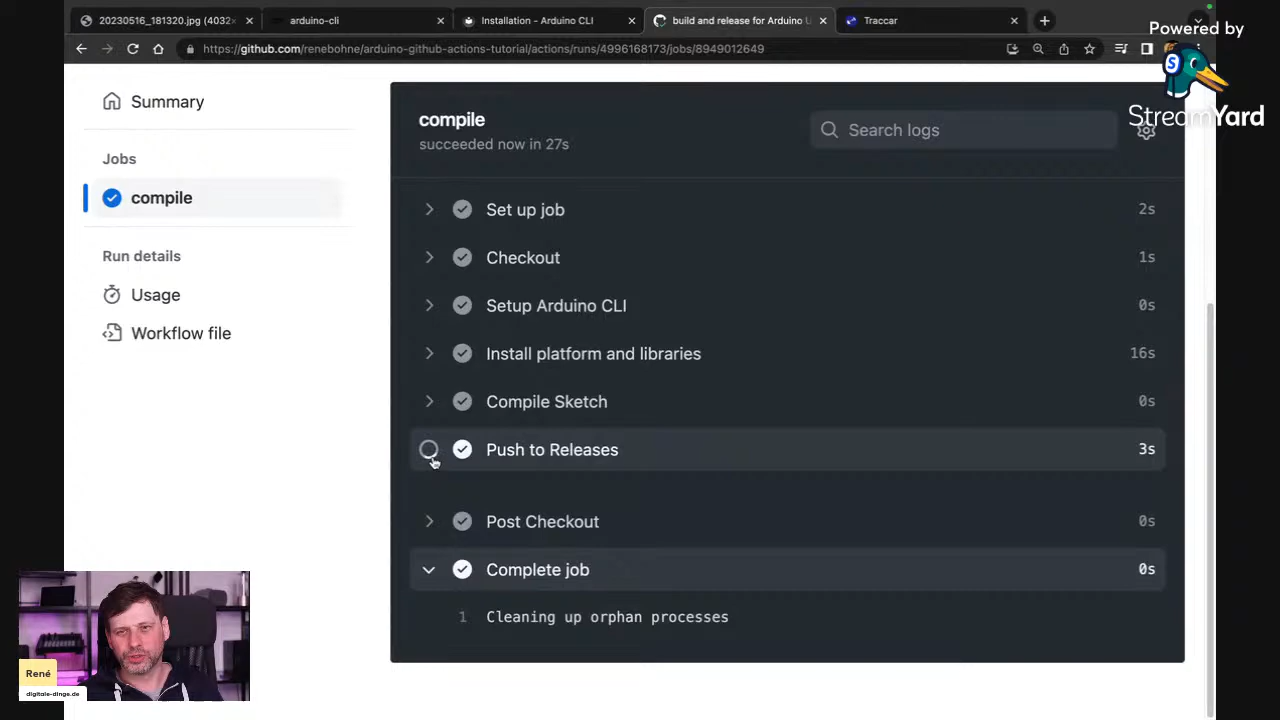 20230516_181320.jpg (4032×
arduino-cli
Installation - Arduino CLI
build and release for Arduino U
Traccar
https://github.com/renebohne/arduino-github-actions-tutorial/actions/runs/4996168173/jobs/8949012649
Powered by
StreamYard
Summary
Jobs
compile
Run details
Usage
Workflow file
compile
succeeded now in 27s
Search logs
Set up job
2s
Checkout
1s
Setup Arduino CLI
0s
Install platform and libraries
16s
Compile Sketch
0s
Push to Releases
3s
Post Checkout
0s
Complete job
0s
1 Cleaning up orphan processes
René
digitale-dinge.de